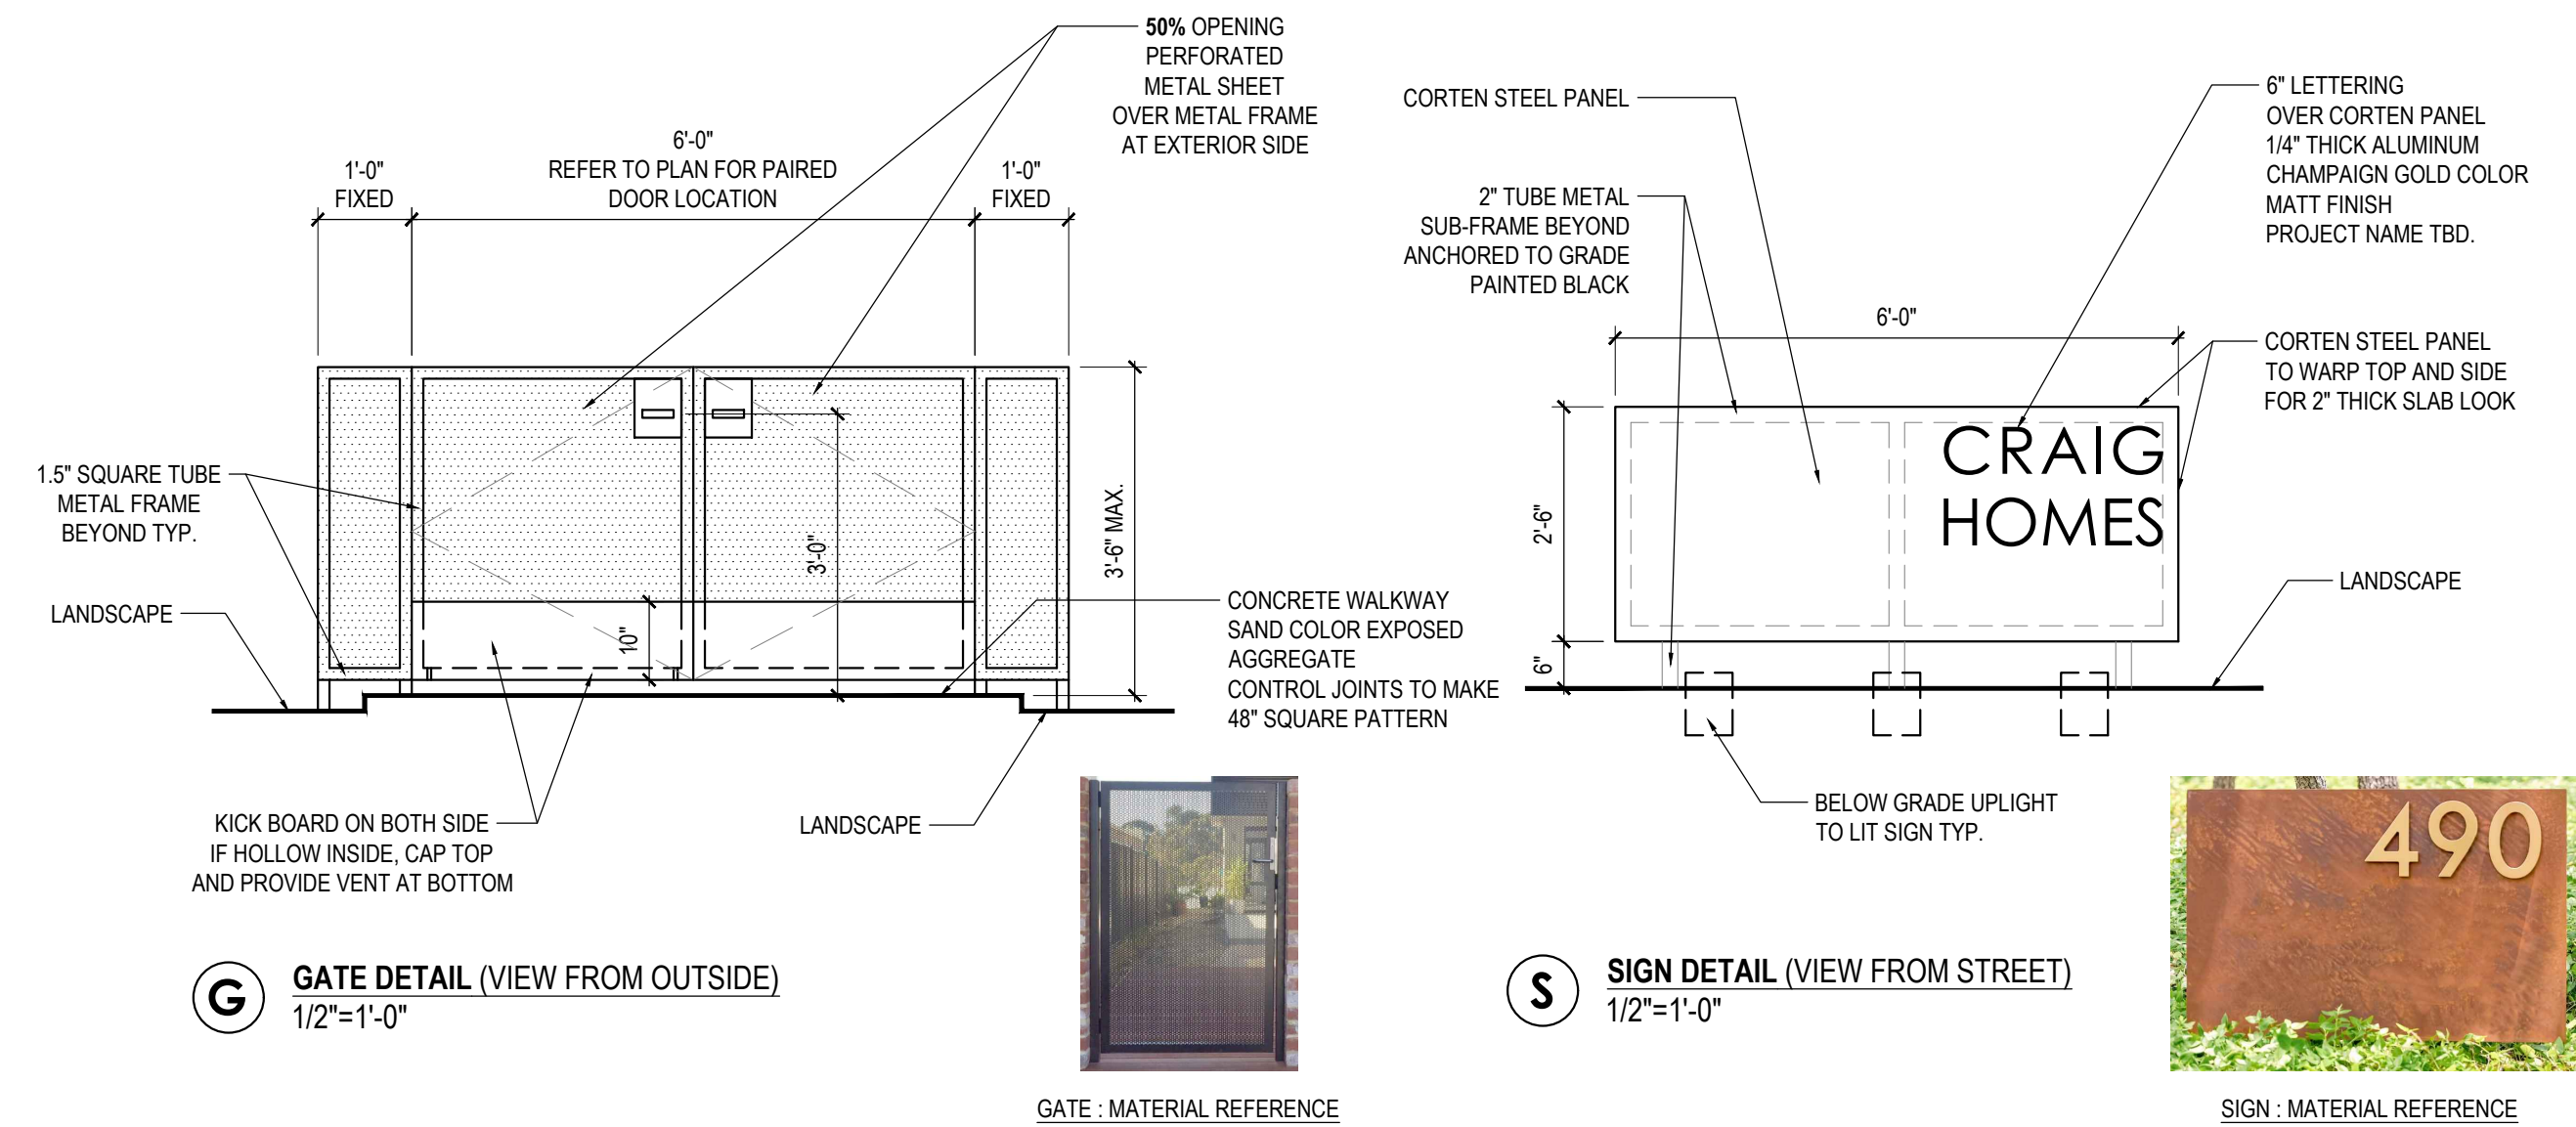 50% OPENING
PERFORATED
METAL SHEET
OVER METAL FRAME
AT EXTERIOR SIDE
6'-0"
REFER TO PLAN FOR PAIRED
DOOR LOCATION
1'-0"
FIXED
1'-0"
FIXED
1.5" SQUARE TUBE
METAL FRAME
BEYOND TYP.
LANDSCAPE
3'-0"
3'-6" MAX.
10"
CONCRETE WALKWAY
SAND COLOR EXPOSED
AGGREGATE
CONTROL JOINTS TO MAKE
48" SQUARE PATTERN
KICK BOARD ON BOTH SIDE
IF HOLLOW INSIDE, CAP TOP
AND PROVIDE VENT AT BOTTOM
LANDSCAPE
G
GATE DETAIL (VIEW FROM OUTSIDE)
1/2"=1'-0"
GATE : MATERIAL REFERENCE
CORTEN STEEL PANEL
2" TUBE METAL
SUB-FRAME BEYOND
ANCHORED TO GRADE
PAINTED BLACK
6" LETTERING
OVER CORTEN PANEL
1/4" THICK ALUMINUM
CHAMPAIGN GOLD COLOR
MATT FINISH
PROJECT NAME TBD.
6'-0"
CORTEN STEEL PANEL
TO WARP TOP AND SIDE
FOR 2" THICK SLAB LOOK
CRAIG
HOMES
2'-6"
6"
LANDSCAPE
BELOW GRADE UPLIGHT
TO LIT SIGN TYP.
S
SIGN DETAIL (VIEW FROM STREET)
1/2"=1'-0"
490
SIGN : MATERIAL REFERENCE